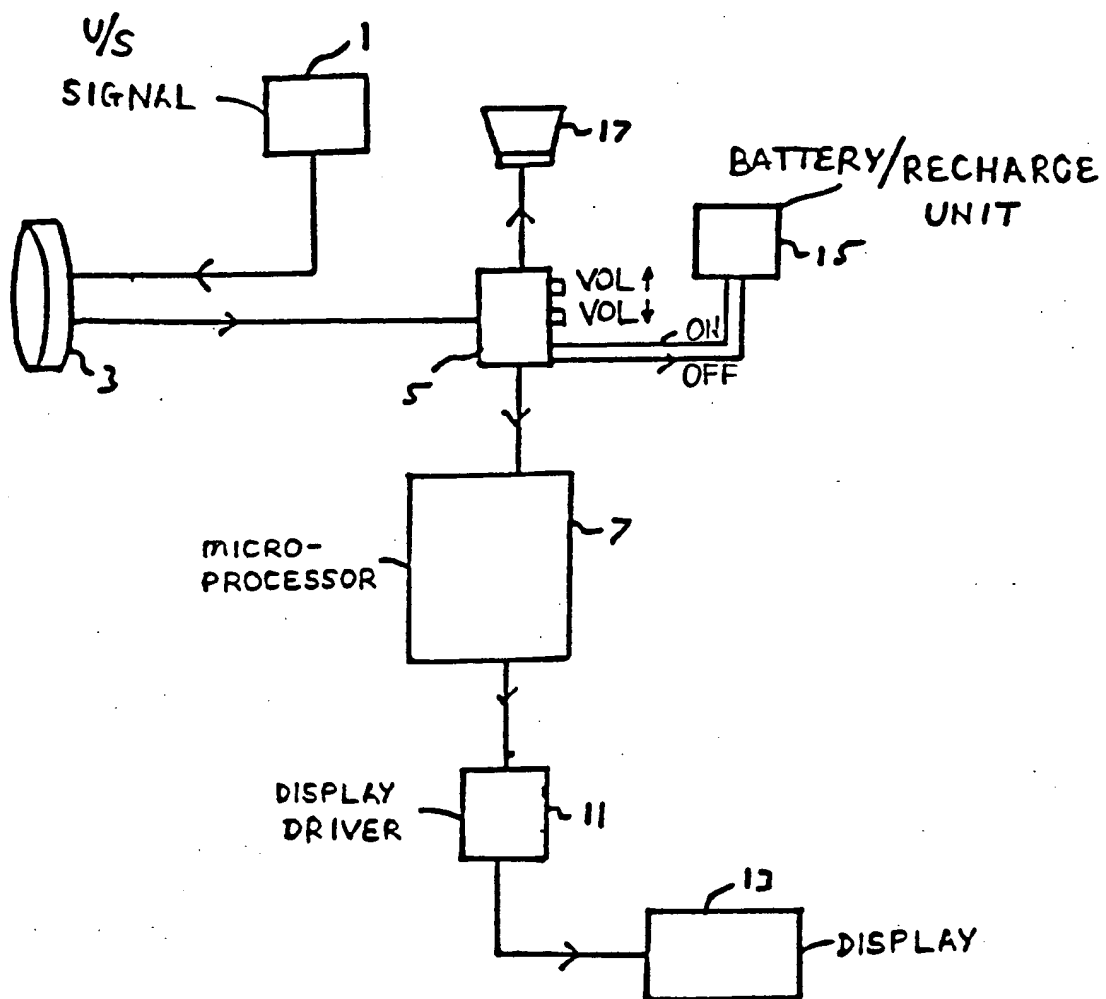 U/S
SIGNAL
1
17
BATTERY/RECHARGE
UNIT
15
3
VOL ↑
VOL ↓
ON
OFF
5
7
MICRO-
PROCESSOR
DISPLAY
DRIVER
11
13
DISPLAY